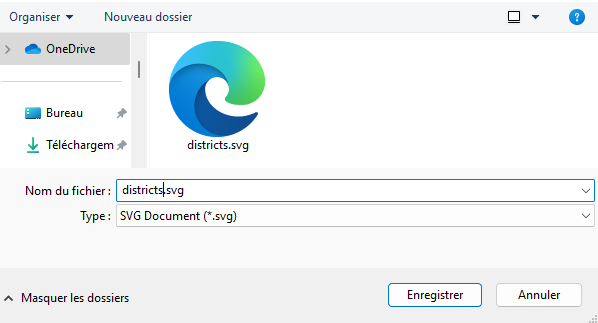 Organiser Nouveau dossier ?
OneDrive
Bureau
Téléchargem
districts.svg
Nom du fichier : districts.svg
Type : SVG Document (*.svg)
Masquer les dossiers Enregistrer Annuler